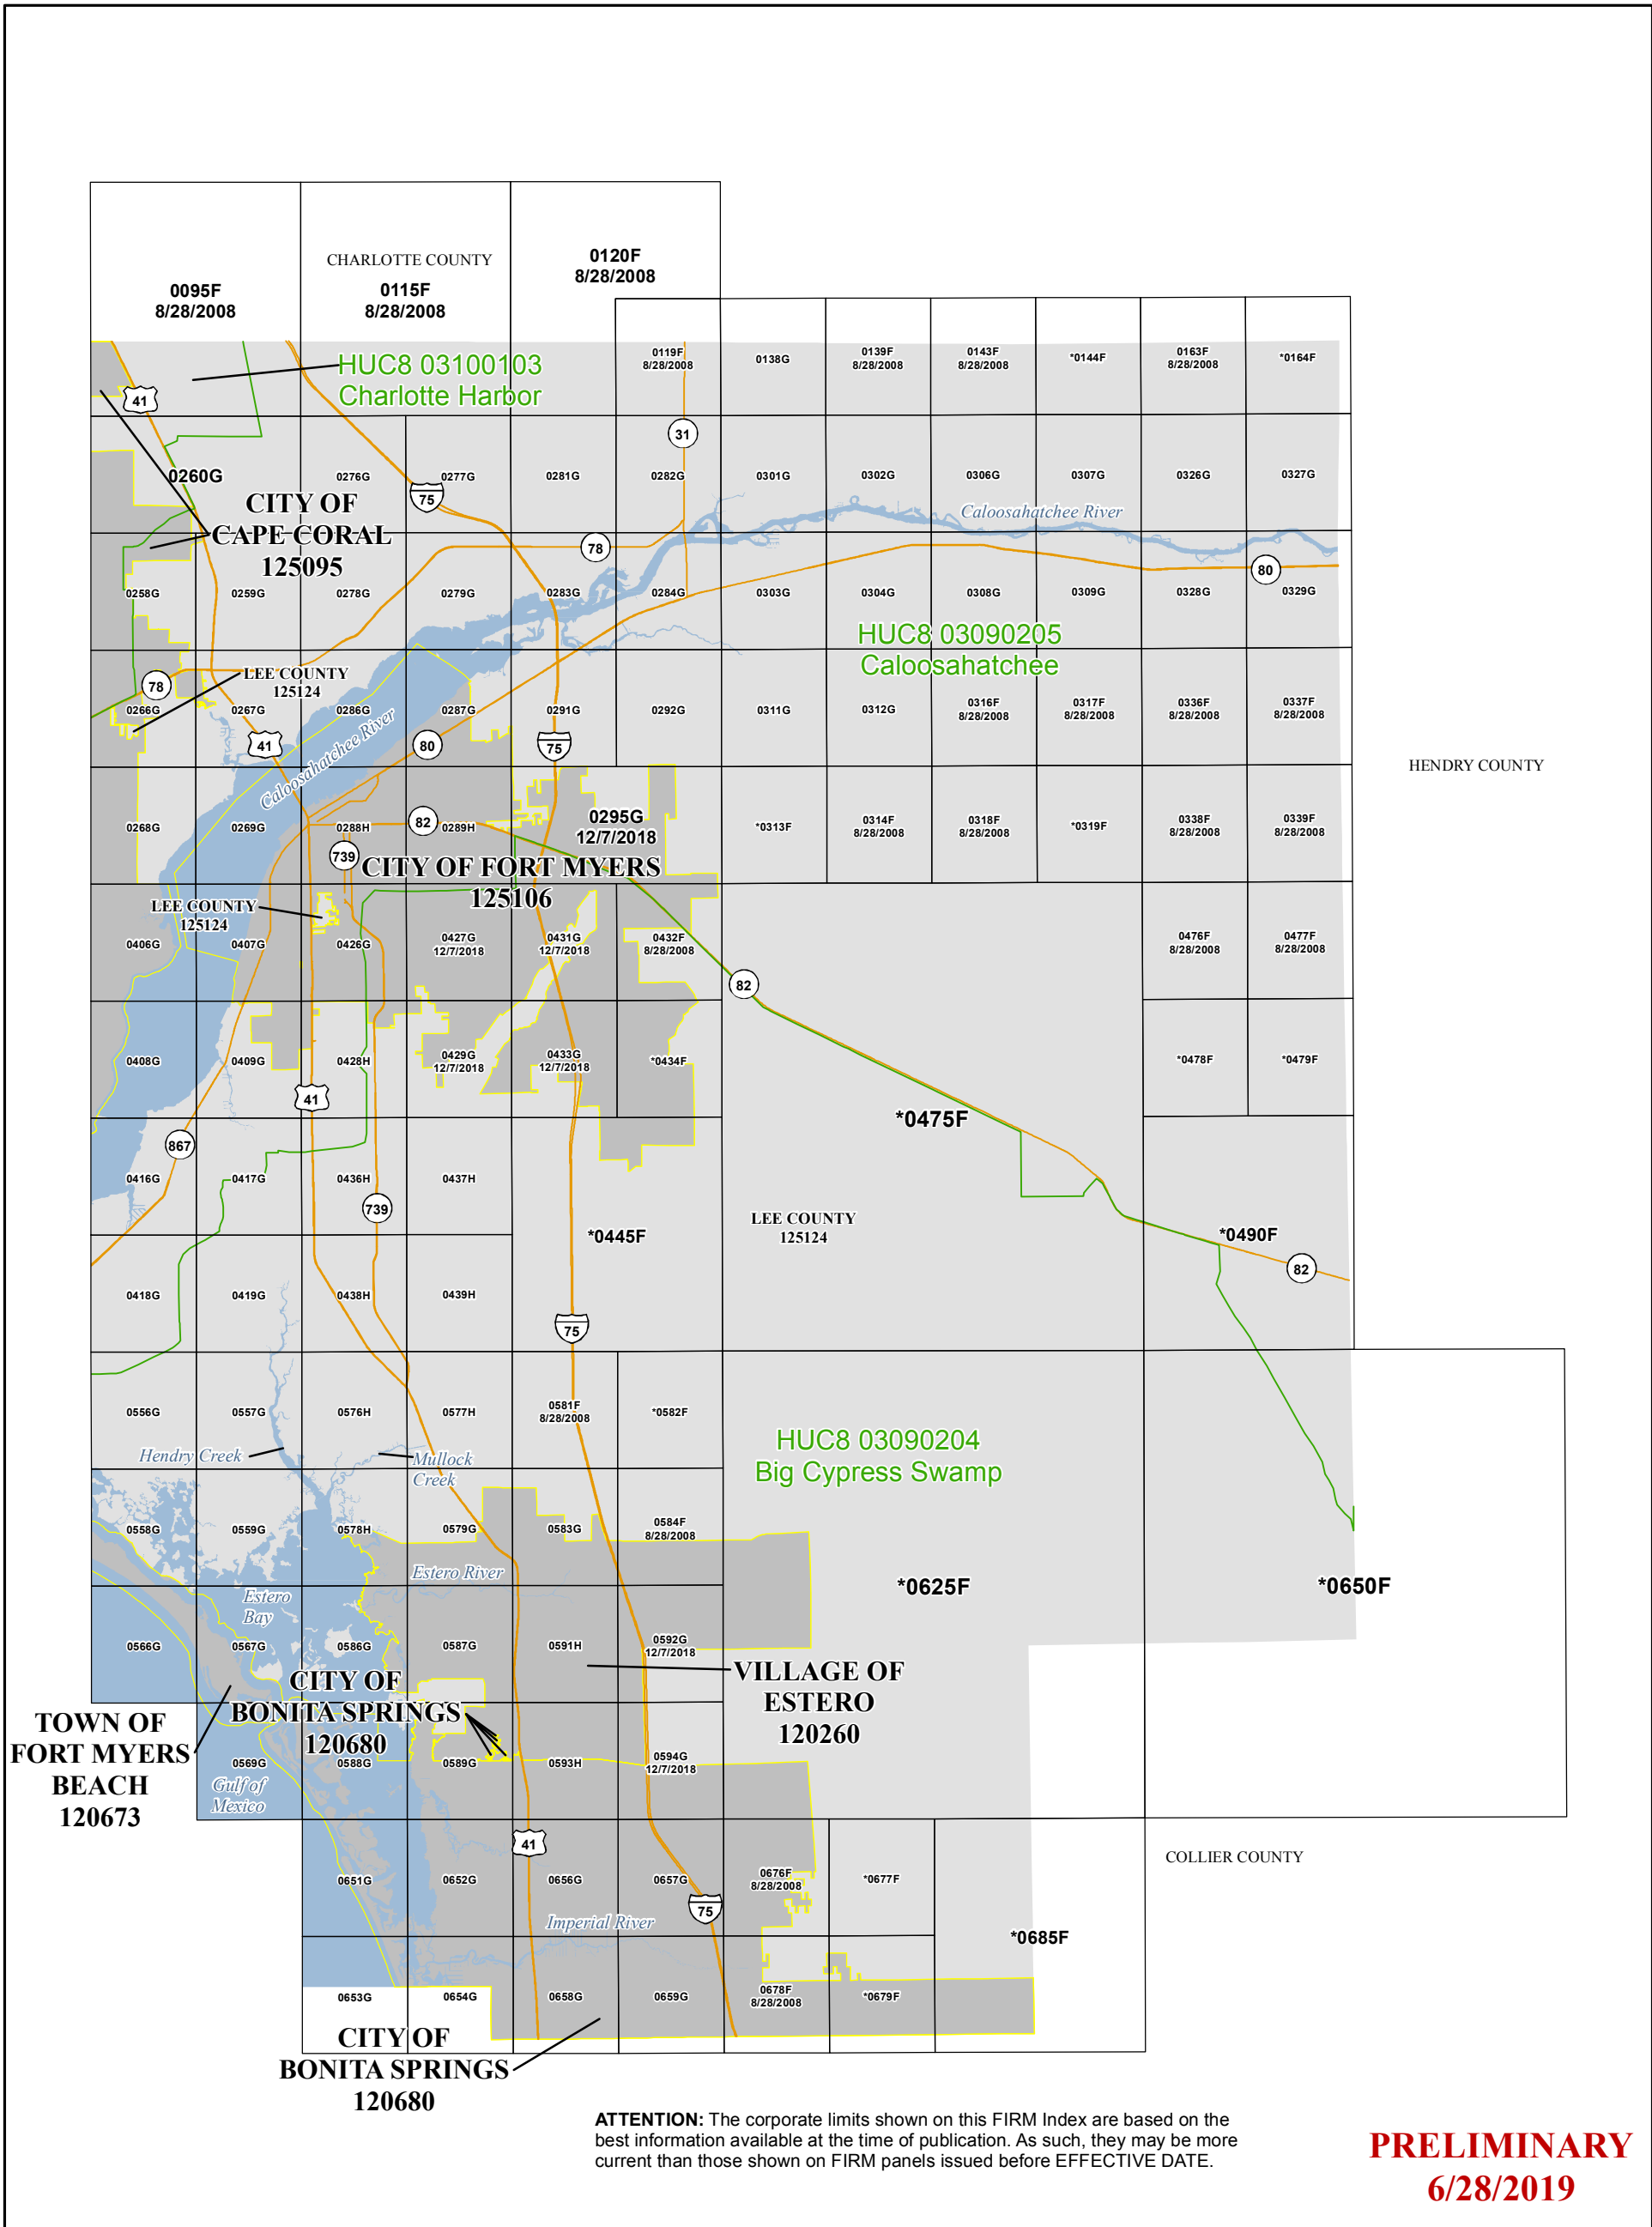 CHARLOTTE COUNTY
0120F
8/28/2008
0095F
8/28/2008
0115F
8/28/2008
HUC8 03100103
Charlotte Harbor
0119F
8/28/2008
0138G
0139F
8/28/2008
0143F
8/28/2008
*0144F
0163F
8/28/2008
*0164F
41
31
0260G
0276G
0277G
0281G
0282G
0301G
0302G
0306G
0307G
0326G
0327G
75
CITY OF
CAPE CORAL
125095
Caloosahatchee River
78
80
0258G
0259G
0278G
0279G
0283G
0284G
0303G
0304G
0308G
0309G
0328G
0329G
HUC8 03090205
Caloosahatchee
LEE COUNTY
125124
78
0266G
0267G
0286G
0287G
0291G
0292G
0311G
0312G
0316F
8/28/2008
0317F
8/28/2008
0336F
8/28/2008
0337F
8/28/2008
41
80
75
Caloosahatchee River
HENDRY COUNTY
0268G
0269G
0288H
82
0289H
0295G
12/7/2018
*0313F
0314F
8/28/2008
0318F
8/28/2008
*0319F
0338F
8/28/2008
0339F
8/28/2008
739
CITY OF FORT MYERS
125106
LEE COUNTY
125124
0406G
0407G
0426G
0427G
12/7/2018
0431G
12/7/2018
0432F
8/28/2008
0476F
8/28/2008
0477F
8/28/2008
82
0408G
0409G
0428H
0429G
12/7/2018
0433G
12/7/2018
*0434F
*0478F
*0479F
41
*0475F
867
0416G
0417G
0436H
0437H
739
LEE COUNTY
125124
*0445F
*0490F
82
0418G
0419G
0438H
0439H
75
0556G
0557G
0576H
0577H
0581F
8/28/2008
*0582F
HUC8 03090204
Big Cypress Swamp
Hendry Creek
Mullock
Creek
0558G
0559G
0578H
0579G
0583G
0584F
8/28/2008
Estero River
Estero
Bay
*0625F
*0650F
0566G
0567G
0586G
0587G
0591H
0592G
12/7/2018
CITY OF
BONITA SPRINGS
120680
VILLAGE OF
ESTERO
120260
TOWN OF
FORT MYERS
BEACH
120673
0569G
0588G
0589G
0593H
0594G
12/7/2018
Gulf of
Mexico
41
COLLIER COUNTY
0651G
0652G
0656G
0657G
0676F
8/28/2008
*0677F
75
Imperial River
*0685F
0653G
0654G
0658G
0659G
0678F
8/28/2008
*0679F
CITY OF
BONITA SPRINGS
120680
ATTENTION: The corporate limits shown on this FIRM Index are based on the
best information available at the time of publication. As such, they may be more
current than those shown on FIRM panels issued before EFFECTIVE DATE.
PRELIMINARY
6/28/2019